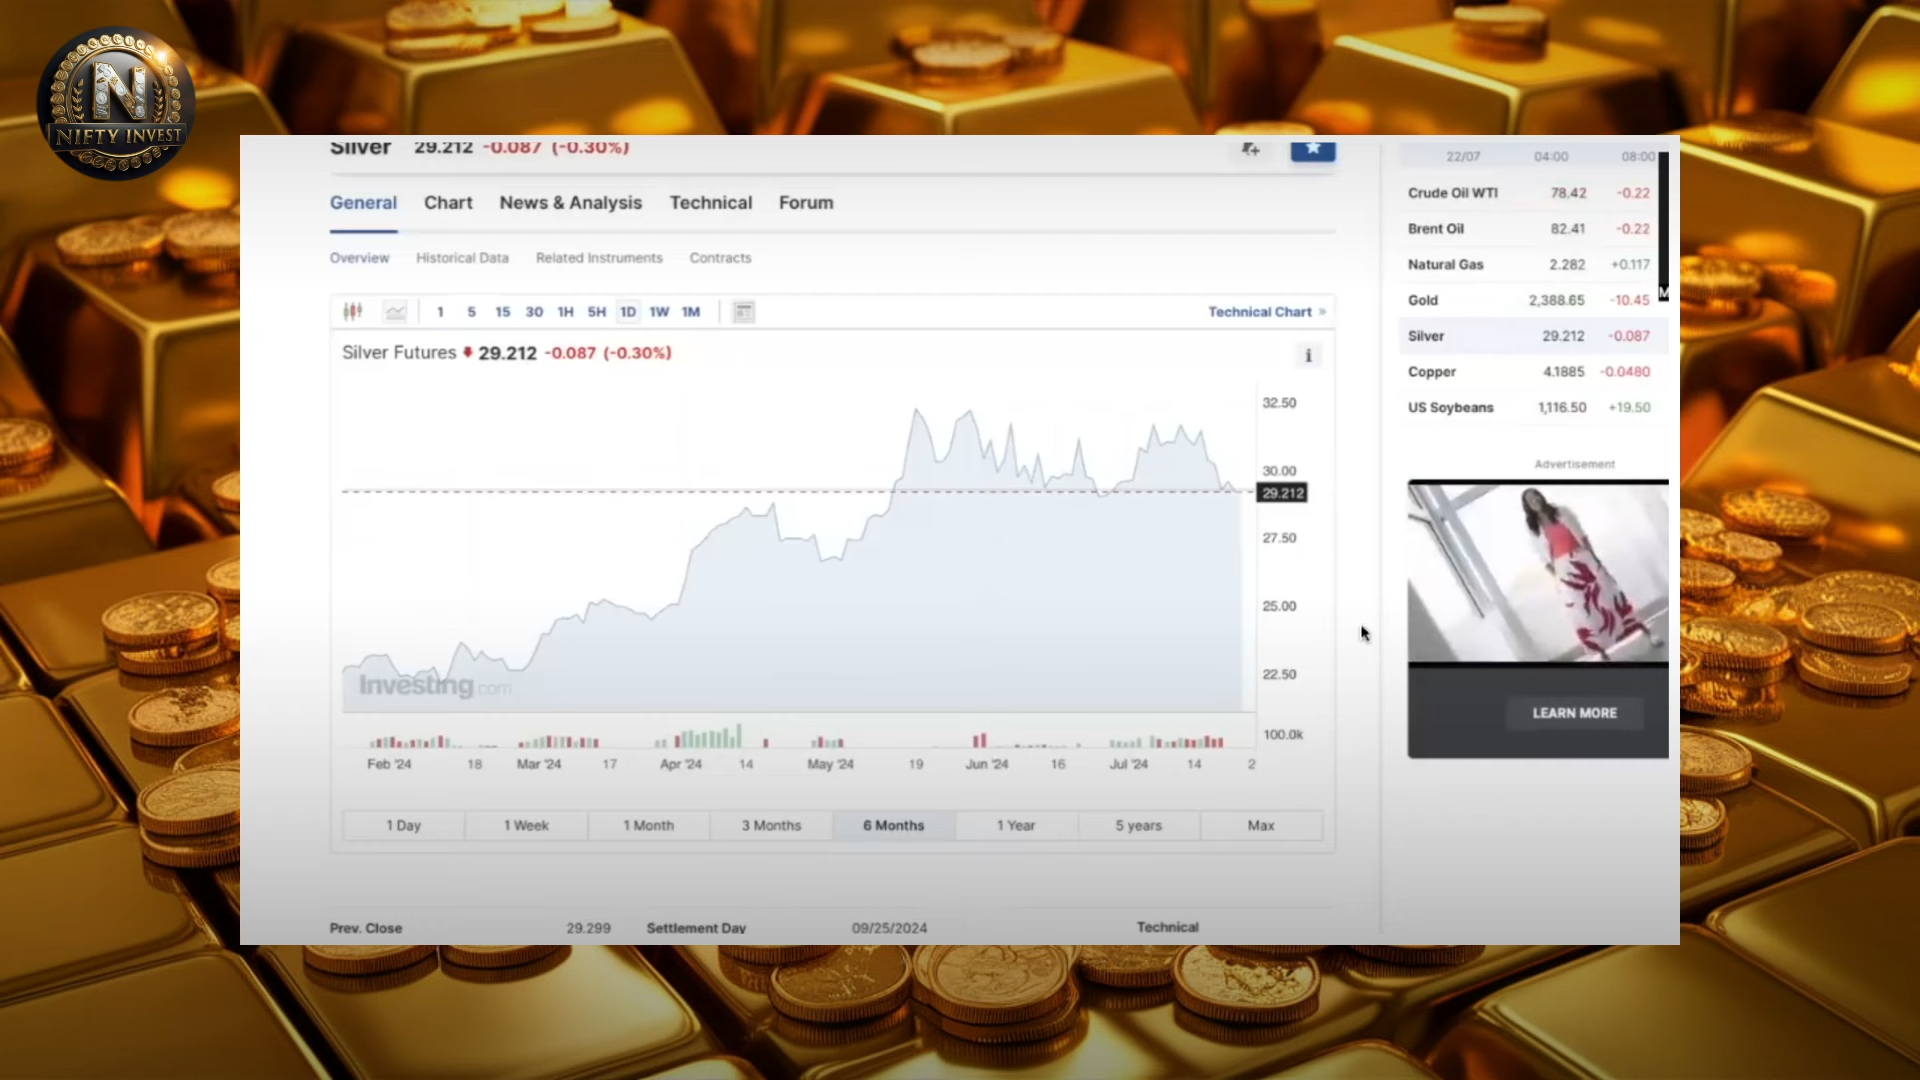 N
NIFTY INVEST
Silver 29.212 -0.087 (-0.30%)
General Chart News & Analysis Technical Forum
Overview Historical Data Related Instruments Contracts
1 5 15 30 1H 5H 1D 1W 1M Technical Chart »
Silver Futures 29.212 -0.087 (-0.30%)
i
32.50
30.00
29.212
27.50
25.00
22.50
100.0k
Investing.com
Feb '24 18 Mar '24 17 Apr '24 14 May '24 19 Jun '24 16 Jul '24 14 2
1 Day 1 Week 1 Month 3 Months 6 Months 1 Year 5 years Max
Prev. Close 29.299 Settlement Day 09/25/2024 Technical
22/07 04:00 08:00
Crude Oil WTI 78.42 -0.22
Brent Oil 82.41 -0.22
Natural Gas 2.282 +0.117
Gold 2,388.65 -10.45
Silver 29.212 -0.087
Copper 4.1885 -0.0480
US Soybeans 1,116.50 +19.50
M
Advertisement
LEARN MORE